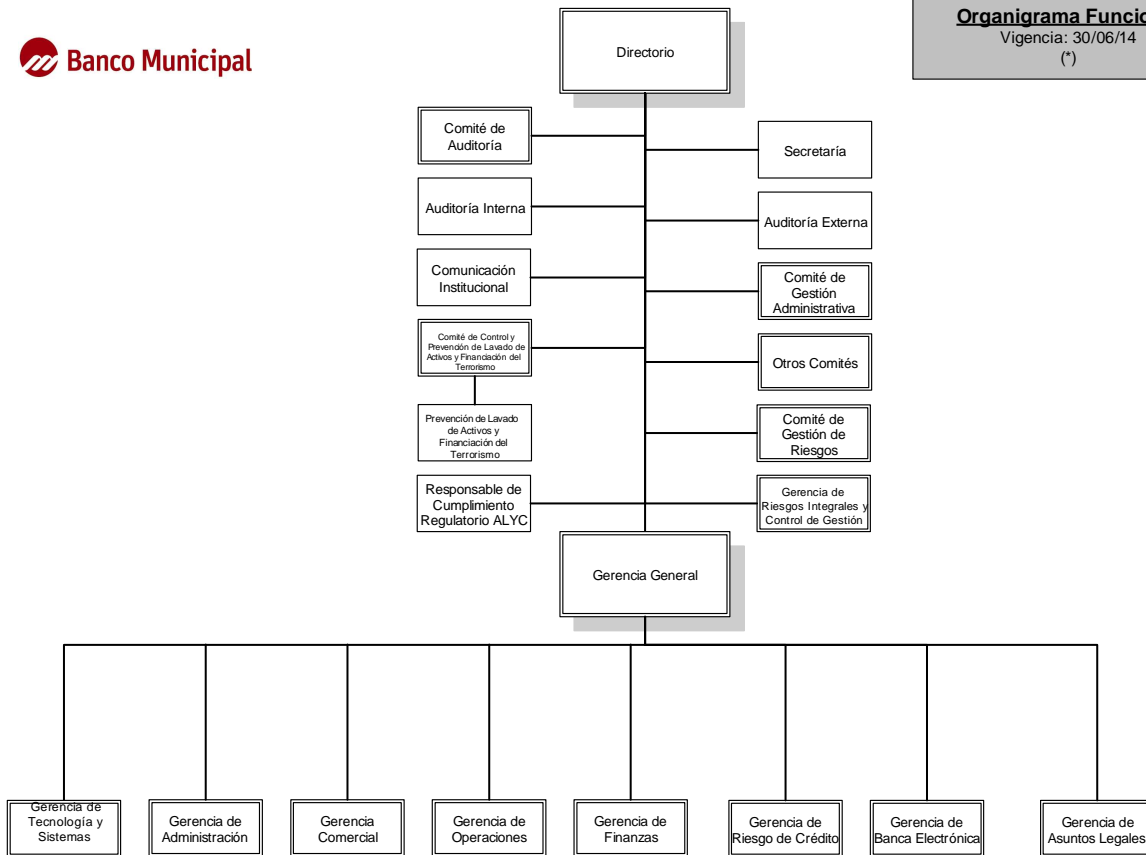 Banco Municipal
Organigrama
Vigencia: 30/06/14
(*)
Directorio
Comité de
Auditoría
Secretaría
Auditoría Interna
Auditoría Externa
Comunicación
Institucional
Comité de
Gestión
Administrativa
Comité de Control y
Prevención de Lavado de
Activos y Financiación del
Terrorismo
Otros Comités
Prevención de Lavado
de Activos y
Financiación del
Terrorismo
Comité de
Gestión de
Riesgos
Responsable de
Cumplimiento
Regulatorio ALYC
Gerencia de
Riesgos Integrales y
Control de Gestión
Gerencia General
Gerencia de
Tecnología y
Sistemas
Gerencia de
Administración
Gerencia
Comercial
Gerencia de
Operaciones
Gerencia de
Finanzas
Gerencia de
Riesgo de Crédito
Gerencia de
Banca Electrónica
Gerencia de
Asuntos Legales